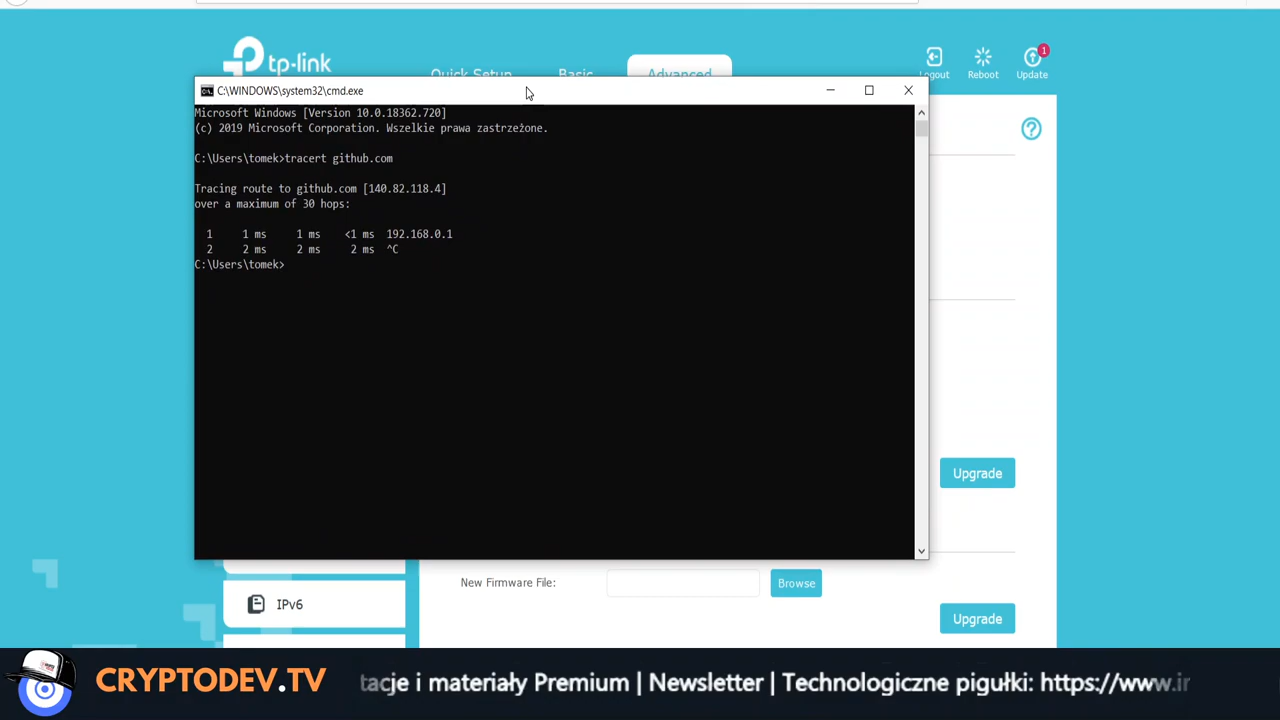 tp-link
Quick Setup Basic Advanced
Logout Reboot Update 1
C:\WINDOWS\system32\cmd.exe
Microsoft Windows [Version 10.0.18362.720]
(c) 2019 Microsoft Corporation. Wszelkie prawa zastrzeżone.
C:\Users\tomek>tracert github.com
Tracing route to github.com [140.82.118.4]
over a maximum of 30 hops:
1 1 ms 1 ms <1 ms 192.168.0.1
2 2 ms 2 ms 2 ms ^C
C:\Users\tomek>
Upgrade
New Firmware File: Browse
IPv6
Upgrade
CRYPTODEV.TV
tacje i materiały Premium | Newsletter | Technologiczne pigułki: https://www.ir